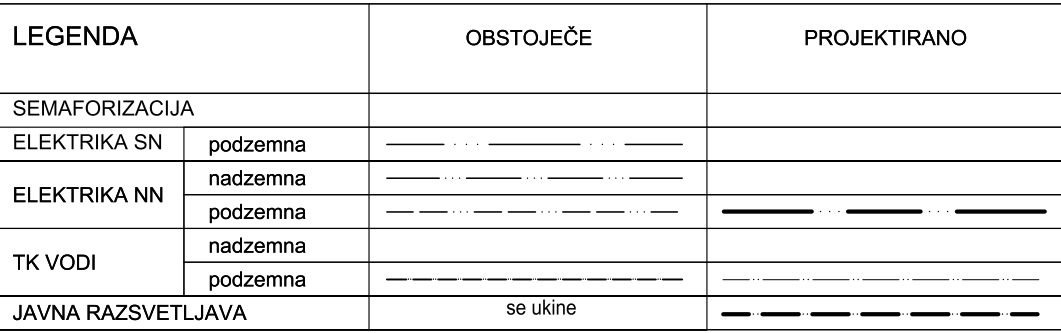 LEGENDA OBSTOJEČE PROJEKTIRANO
SEMAFORIZACIJA
ELEKTRIKA SN podzemna
ELEKTRIKA NN nadzemna
podzemna
TK VODI nadzemna
podzemna
JAVNA RAZSVETLJAVA se ukine